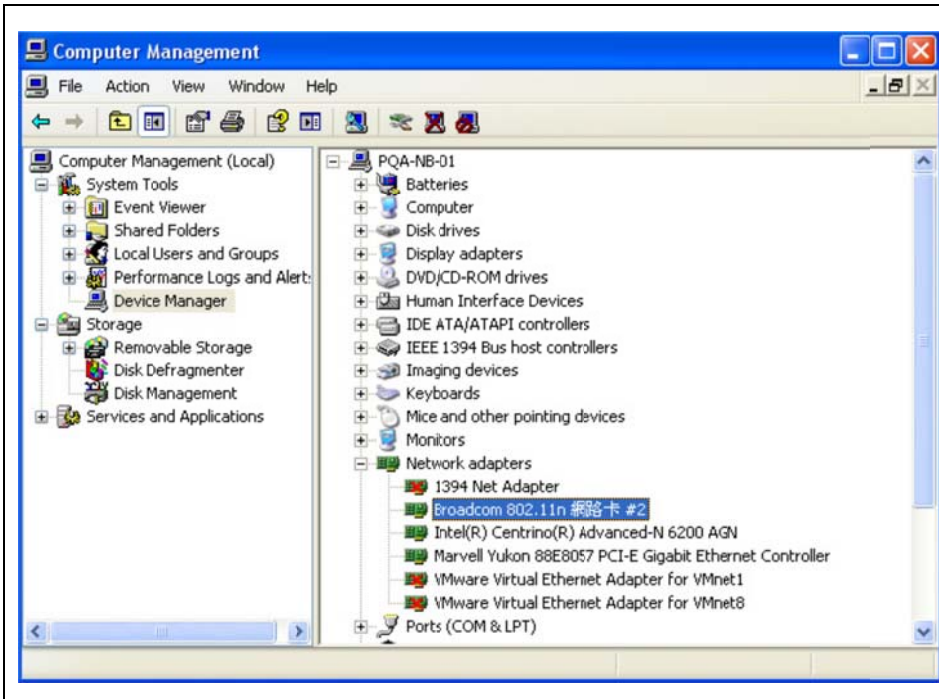 Computer Management
File Action View Window Help
Computer Management (Local)
System Tools
Event Viewer
Shared Folders
Local Users and Groups
Performance Logs and Alert:
Device Manager
Storage
Removable Storage
Disk Defragmenter
Disk Management
Services and Applications
PQA-NB-01
Batteries
Computer
Disk drives
Display adapters
DVD/CD-ROM drives
Human Interface Devices
IDE ATA/ATAPI controllers
IEEE 1394 Bus host controllers
Imaging devices
Keyboards
Mice and other pointing devices
Monitors
Network adapters
1394 Net Adapter
Broadcom 802.11n 網路卡 #2
Intel(R) Centrino(R) Advanced-N 6200 AGN
Marvell Yukon 88E8057 PCI-E Gigabit Ethernet Controller
VMware Virtual Ethernet Adapter for VMnet1
VMware Virtual Ethernet Adapter for VMnet8
Ports (COM & LPT)